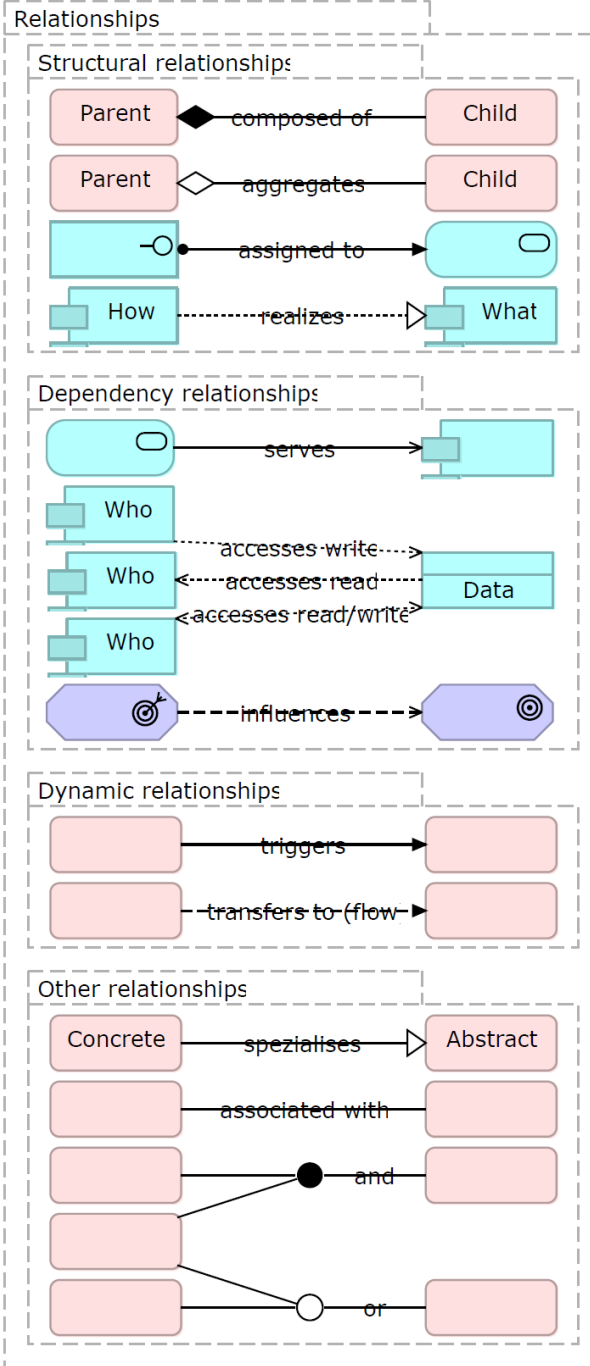 Relationships
Structural relationships
Parent composed of Child
Parent aggregates Child
assigned to
How realizes What
Dependency relationships
serves
Who
accesses write
Who accesses read
Data
accesses read/write
Who
influences
Dynamic relationships
triggers
transfers to (flow
Other relationships
Concrete spezialises Abstract
associated with
and
or